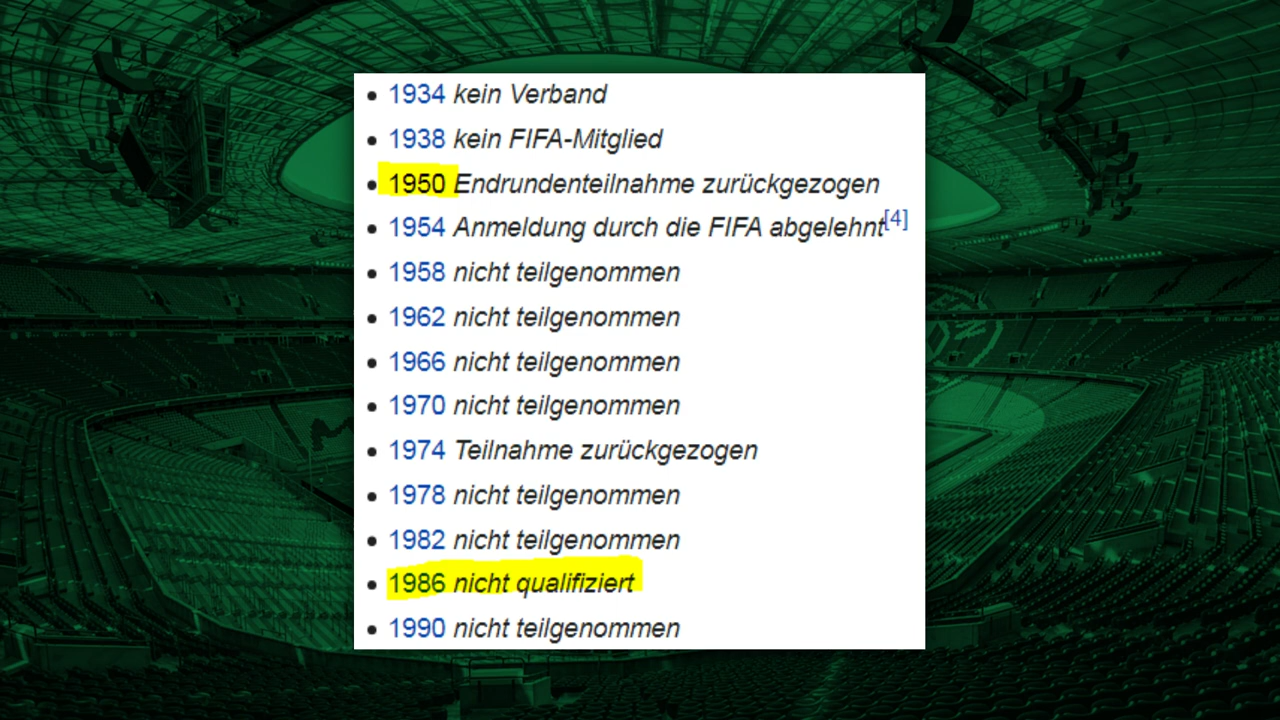 1934 kein Verband
1938 kein FIFA-Mitglied
1950 Endrundenteilnahme zurückgezogen
1954 Anmeldung durch die FIFA abgelehnt[4]
1958 nicht teilgenommen
1962 nicht teilgenommen
1966 nicht teilgenommen
1970 nicht teilgenommen
1974 Teilnahme zurückgezogen
1978 nicht teilgenommen
1982 nicht teilgenommen
1986 nicht qualifiziert
1990 nicht teilgenommen